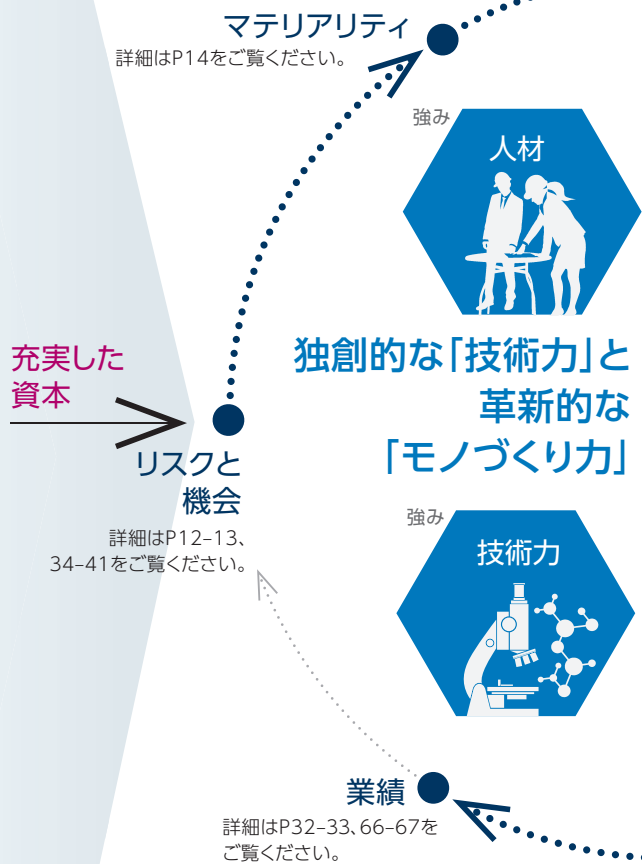 マテリアリティ
詳細はP14をご覧ください。
強み
人材
充実した
資本
独創的な「技術力」と
革新的な
「モノづくり力」
リスクと
機会
詳細はP12–13、
34–41をご覧ください。
強み
技術力
業績
詳細はP32–33、66–67を
ご覧ください。